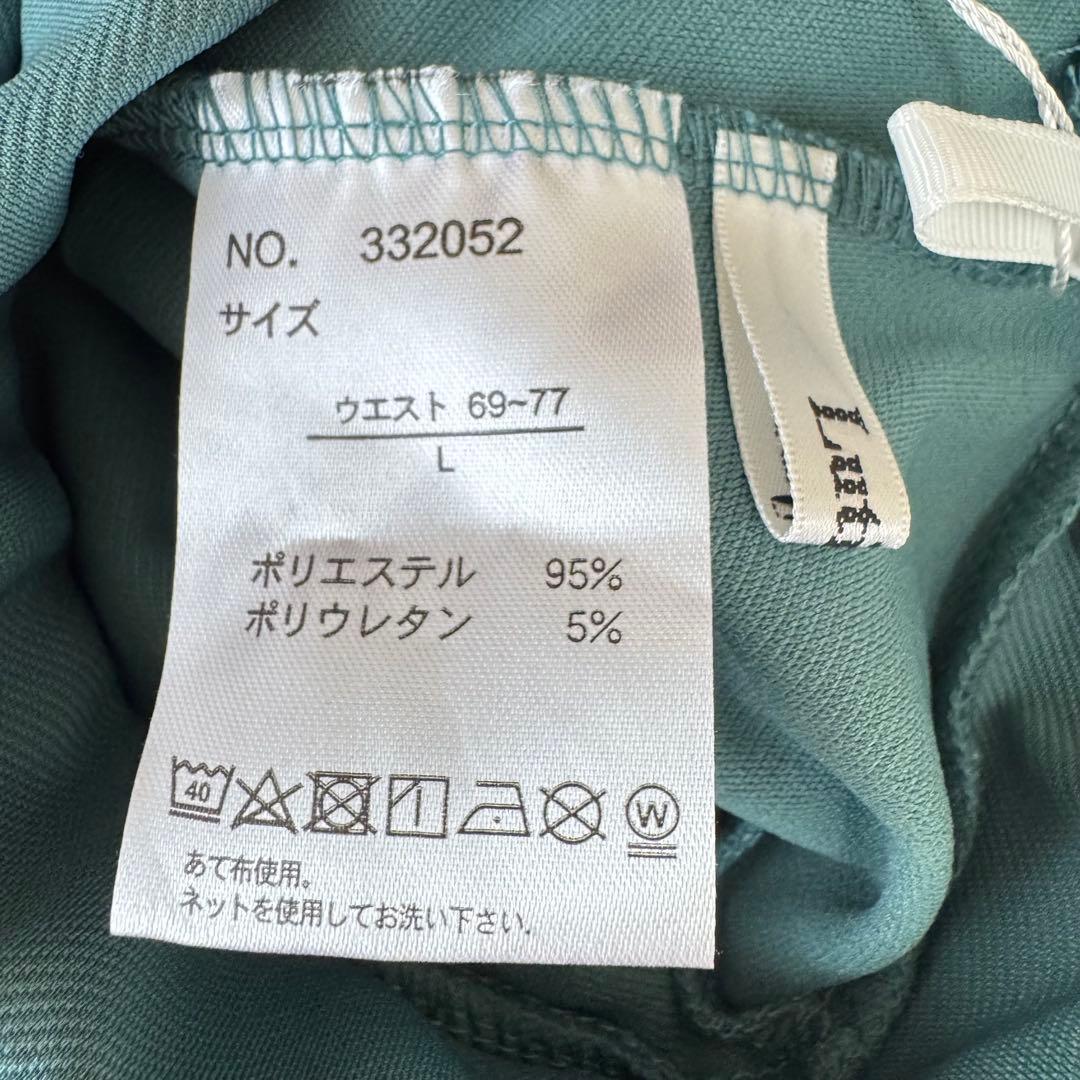 NO. 332052
サイズ
ウエスト 69~77
L
ポリエステル 95%
ポリウレタン 5%
40
W
あて布使用。
ネットを使用してお洗い下さい.